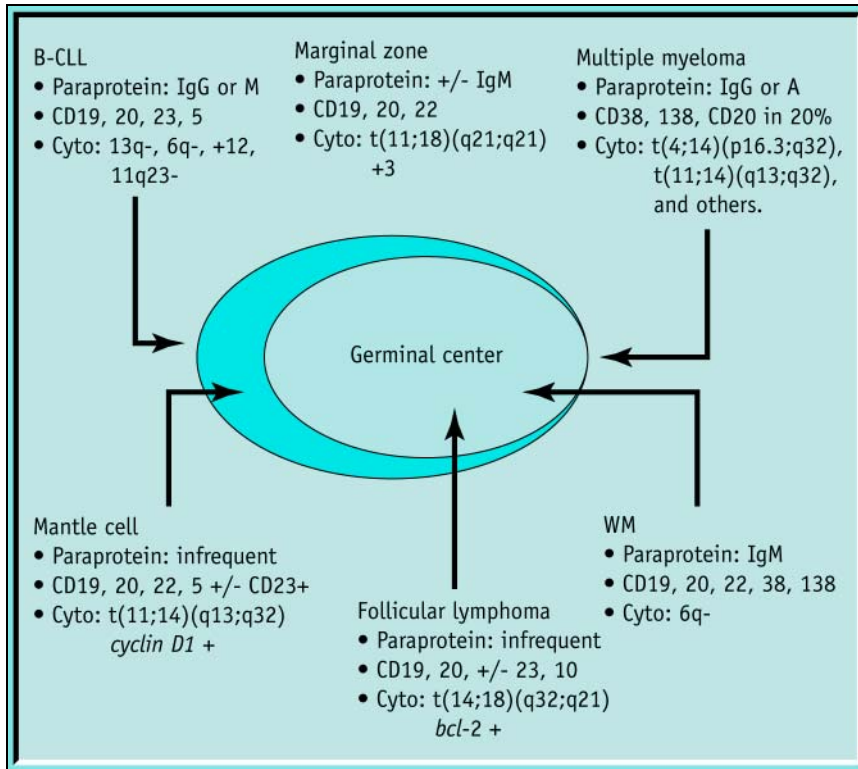 B-CLL
• Paraprotein: IgG or M
• CD19, 20, 23, 5
• Cyto: 13q-, 6q-, +12,
11q23-
Marginal zone
• Paraprotein: +/- IgM
• CD19, 20, 22
• Cyto: t(11;18)(q21;q21)
+3
Multiple myeloma
• Paraprotein: IgG or A
• CD38, 138, CD20 in 20%
• Cyto: t(4;14)(p16.3;q32),
t(11;14)(q13;q32),
and others.
Germinal center
Mantle cell
• Paraprotein: infrequent
• CD19, 20, 22, 5 +/- CD23+
• Cyto: t(11;14)(q13;q32)
cyclin D1 +
Follicular lymphoma
• Paraprotein: infrequent
• CD19, 20, +/- 23, 10
• Cyto: t(14;18)(q32;q21)
bcl-2 +
WM
• Paraprotein: IgM
• CD19, 20, 22, 38, 138
• Cyto: 6q-